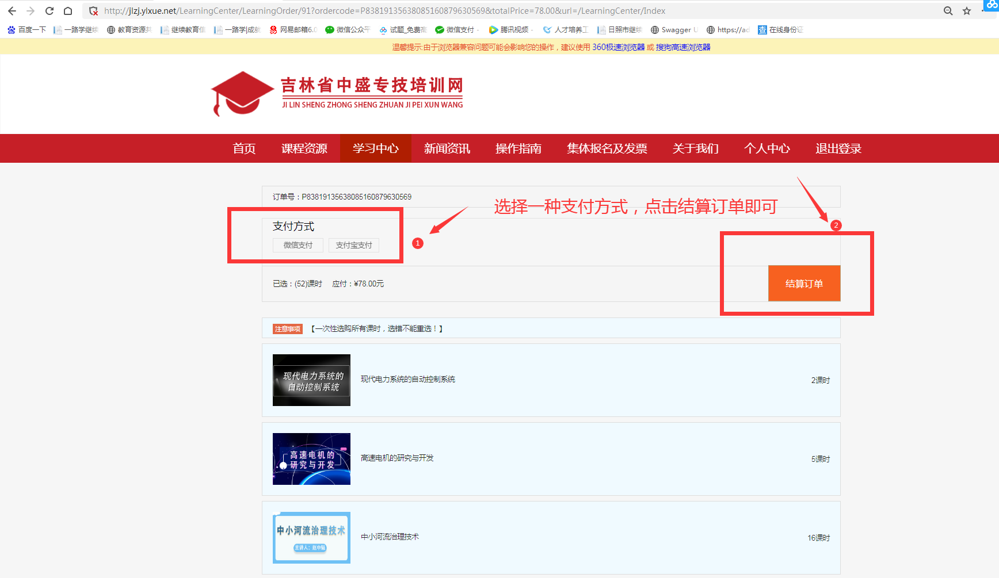 http://jlzj.ylxue.net/LearningCenter/LearningOrder/91?ordercode=P83819135638085160879630569&totalPrice=78.00&url=/LearningCenter/Index
百度一下 一路学继续 教育资源共 继续教育信 一路学|成就 网易邮箱6.0 微信公众平 试题_免费高 微信支付 - 腾讯视频 - 人才培养工 日照市继续 Swagger U https://ad 在线身份证
温馨提示:由于浏览器兼容问题可能会影响您的操作，建议使用 360极速浏览器 或 搜狗高速浏览器
吉林省中盛专技培训网
JI LIN SHENG ZHONG SHENG ZHUAN JI PEI XUN WANG
首页 课程资源 学习中心 新闻资讯 操作指南 集体报名及发票 关于我们 个人中心 退出登录
订单号：P83819135638085160879630569
选择一种支付方式，点击结算订单即可
支付方式
1
2
微信支付 支付宝支付
已选：(52)课时 应付：¥78.00元
结算订单
注意事项 【一次性选购所有课时，选错不能重选！】
现代电力系统的
自动控制系统
现代电力系统的自动控制系统
2课时
高速电机的
研究与开发
高速电机的研究与开发
5课时
中小河流治理技术
主讲人：赵中
中小河流治理技术
16课时